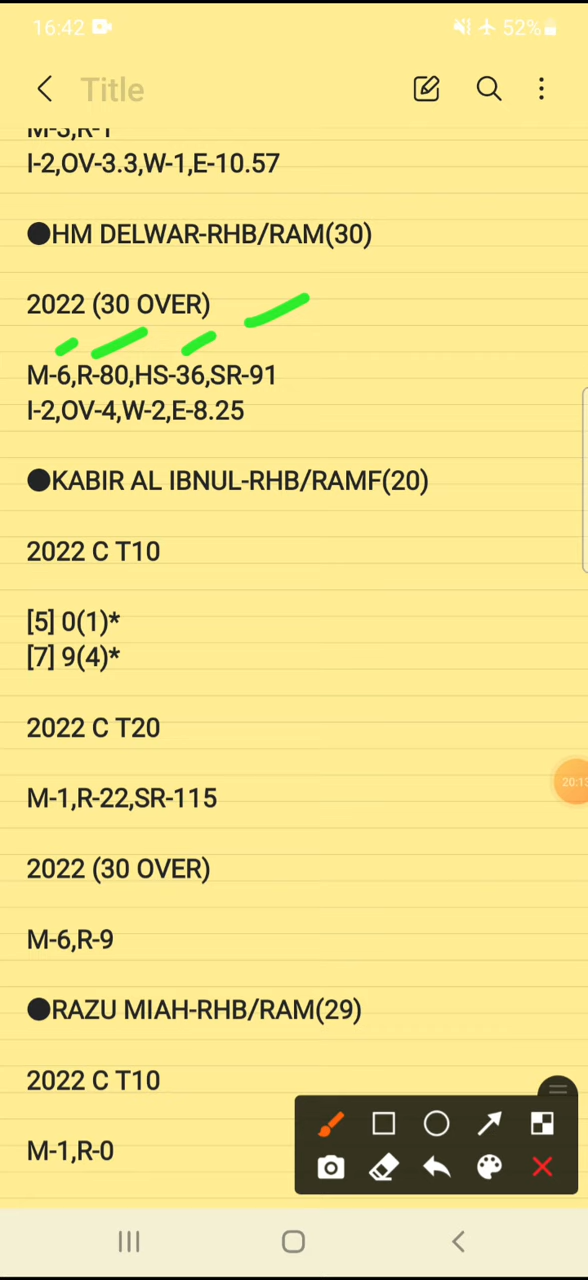 16:42
52%
Title
M-3,R-1
I-2,OV-3.3,W-1,E-10.57
●HM DELWAR-RHB/RAM(30)
2022 (30 OVER)
M-6,R-80,HS-36,SR-91
I-2,OV-4,W-2,E-8.25
●KABIR AL IBNUL-RHB/RAMF(20)
2022 C T10
[5] 0(1)*
[7] 9(4)*
2022 C T20
M-1,R-22,SR-115
2022 (30 OVER)
M-6,R-9
●RAZU MIAH-RHB/RAM(29)
2022 C T10
M-1,R-0